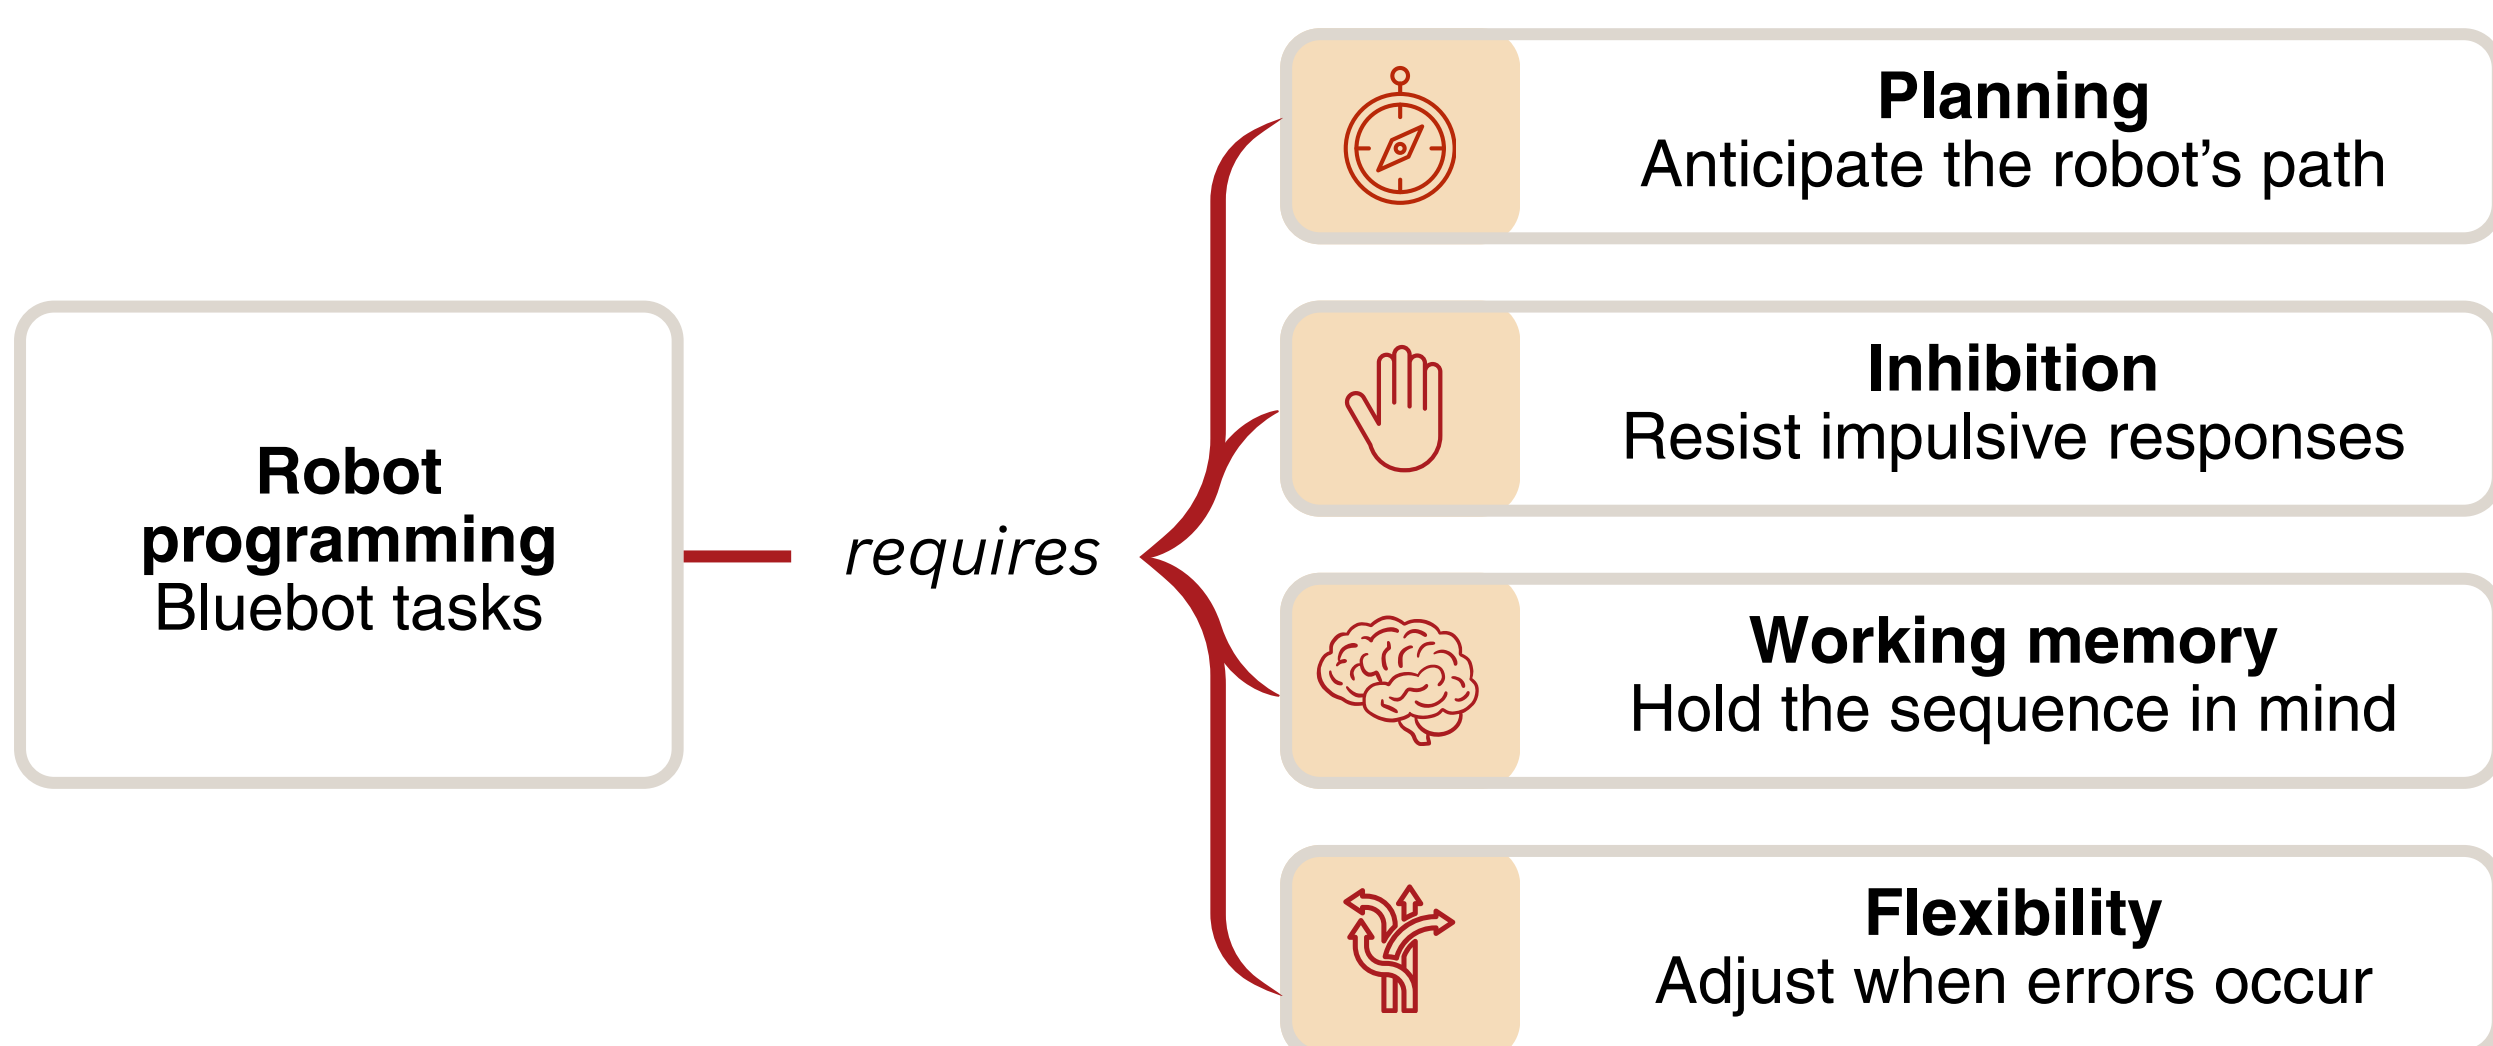 Robot
programming
Bluebot tasks
requires
Planning
Anticipate the robot's path
Inhibition
Resist impulsive responses
Working memory
Hold the sequence in mind
Flexibility
Adjust when errors occur